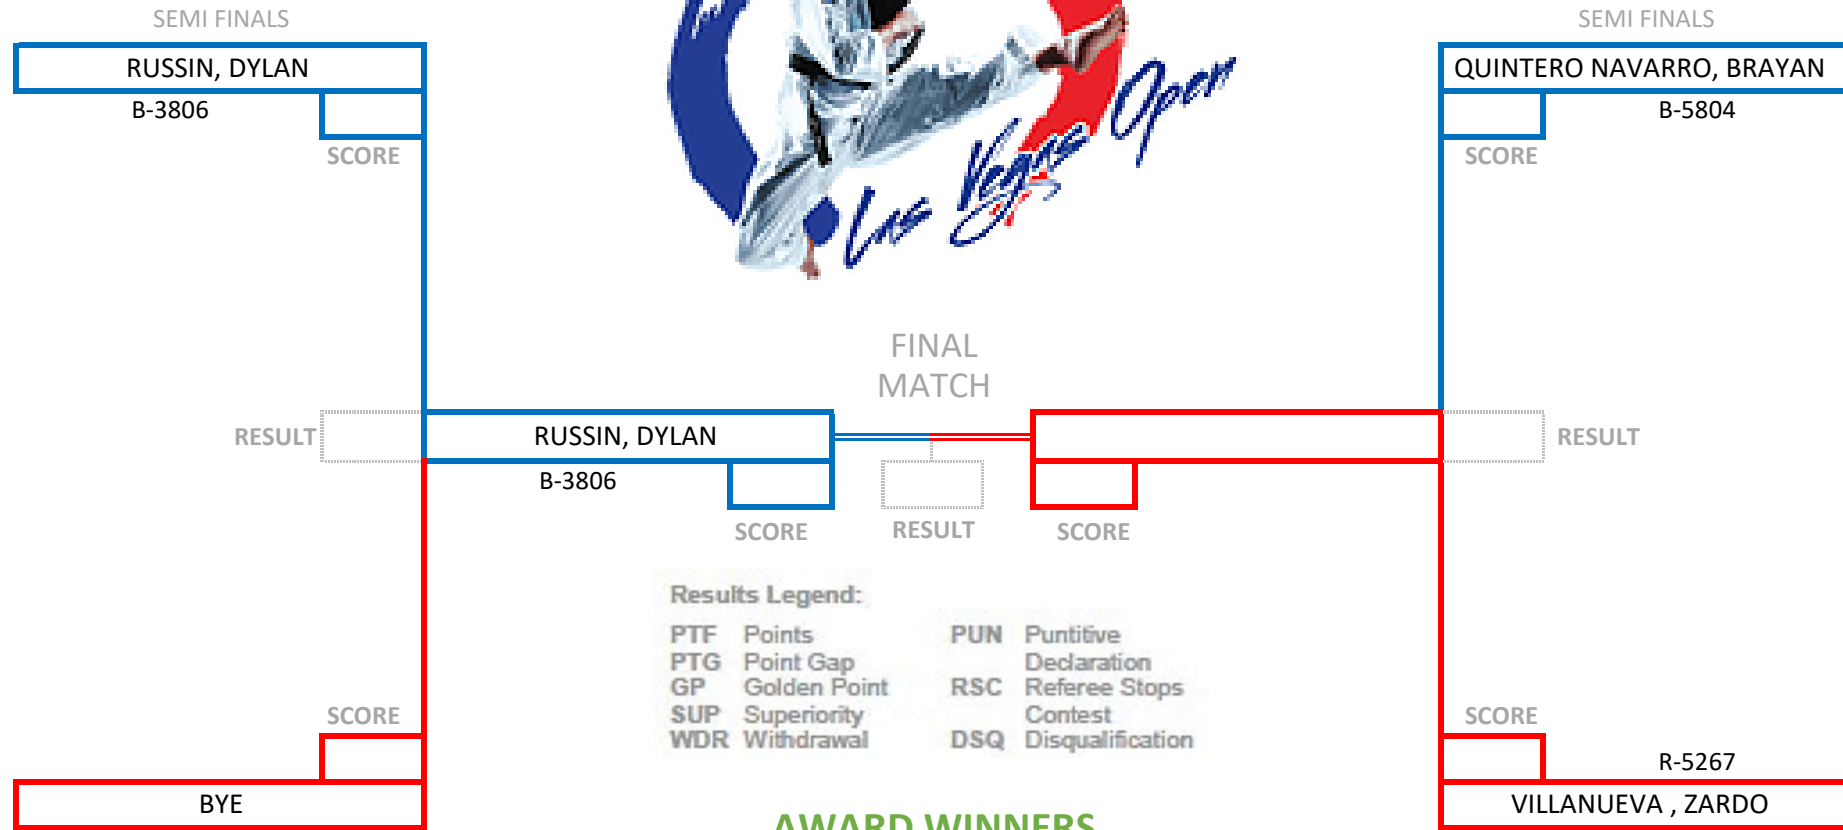 SEMI FINALS
SEMI FINALS
RUSSIN, DYLAN
QUINTERO NAVARRO, BRAYAN
B-3806
B-5804
SCORE
SCORE
Las Vegas Open
FINAL
MATCH
RESULT
RUSSIN, DYLAN
RESULT
B-3806
SCORE
RESULT
SCORE
Results Legend:
PTF Points PUN Puntitive
PTG Point Gap Declaration
GP Golden Point RSC Referee Stops
SUP Superiority Contest
WDR Withdrawal DSQ Disqualification
SCORE
SCORE
R-5267
BYE
VILLANUEVA , ZARDO
AWARD WINNERS